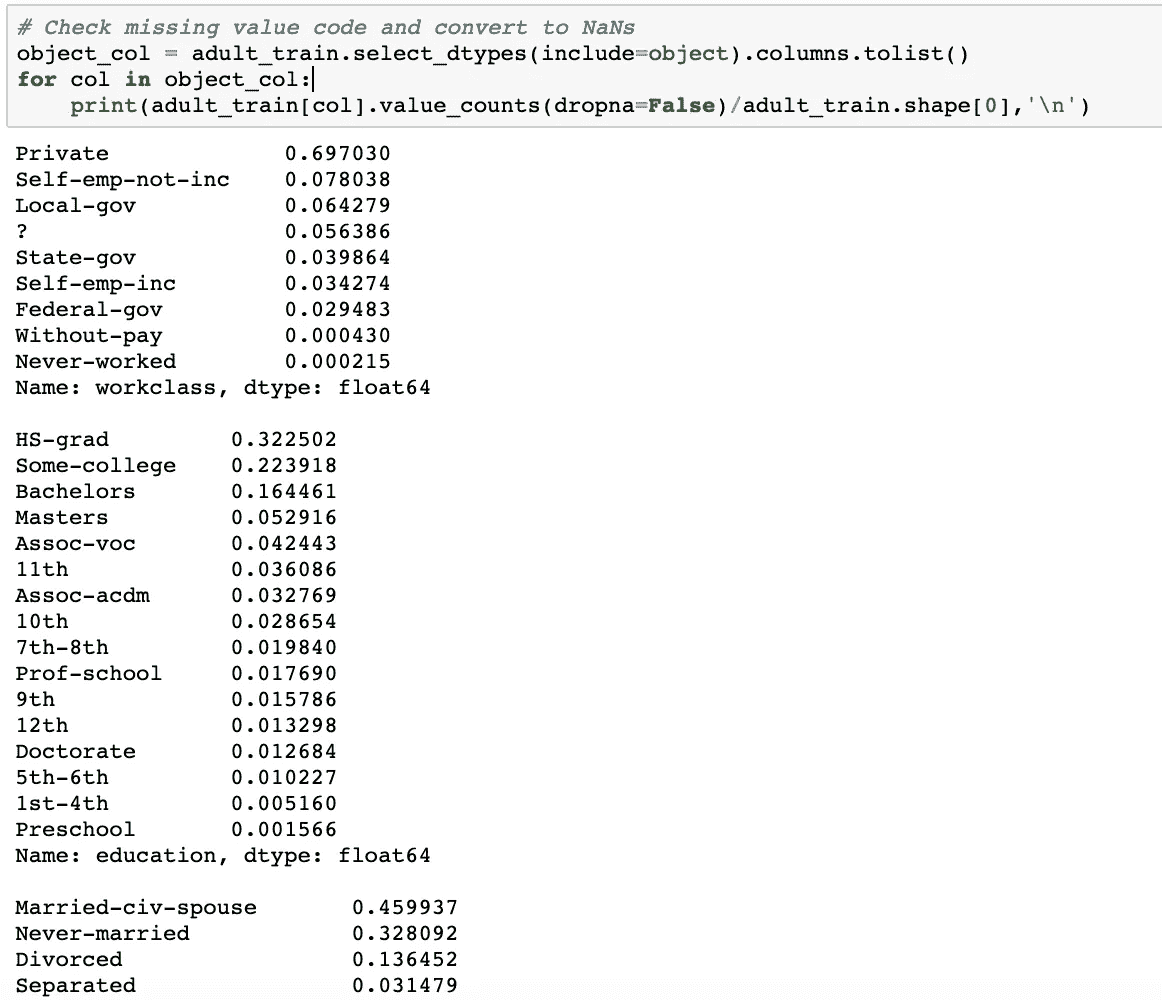 # Check missing value code and convert to NaNs
object_col = adult_train.select_dtypes(include=object).columns.tolist()
for col in object_col:
    print(adult_train[col].value_counts(dropna=False)/adult_train.shape[0],'\n')
Private 0.697030
Self-emp-not-inc 0.078038
Local-gov 0.064279
? 0.056386
State-gov 0.039864
Self-emp-inc 0.034274
Federal-gov 0.029483
Without-pay 0.000430
Never-worked 0.000215
Name: workclass, dtype: float64
HS-grad 0.322502
Some-college 0.223918
Bachelors 0.164461
Masters 0.052916
Assoc-voc 0.042443
11th 0.036086
Assoc-acdm 0.032769
10th 0.028654
7th-8th 0.019840
Prof-school 0.017690
9th 0.015786
12th 0.013298
Doctorate 0.012684
5th-6th 0.010227
1st-4th 0.005160
Preschool 0.001566
Name: education, dtype: float64
Married-civ-spouse 0.459937
Never-married 0.328092
Divorced 0.136452
Separated 0.031479